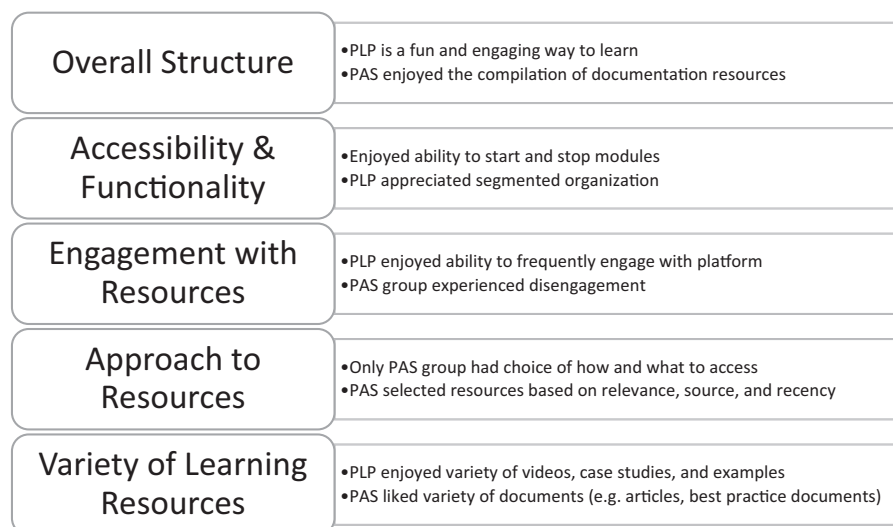 Overall Structure
•PLP is a fun and engaging way to learn
•PAS enjoyed the compilation of documentation resources
Accessibility &
Functionality
•Enjoyed ability to start and stop modules
•PLP appreciated segmented organization
Engagement with
Resources
•PLP enjoyed ability to frequently engage with platform
•PAS group experienced disengagement
Approach to
Resources
•Only PAS group had choice of how and what to access
•PAS selected resources based on relevance, source, and recency
Variety of Learning
Resources
•PLP enjoyed variety of videos, case studies, and examples
•PAS liked variety of documents (e.g. articles, best practice documents)